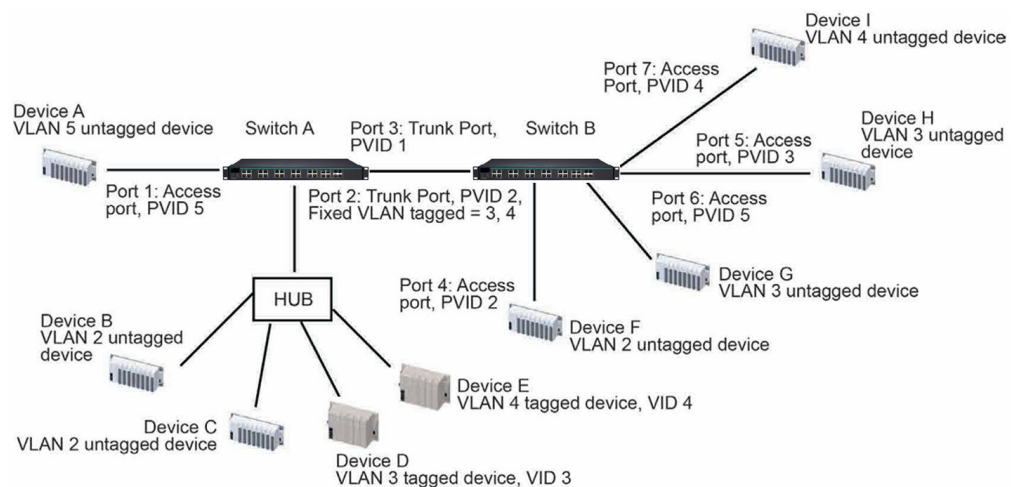 Device I
VLAN 4 untagged device
Port 7: Access
Port, PVID 4
Device A
VLAN 5 untagged device
Switch A
Port 3: Trunk Port,
PVID 1
Switch B
Device H
VLAN 3 untagged
device
Port 5: Access
port, PVID 3
Port 1: Access
port, PVID 5
Port 2: Trunk Port, PVID 2,
Fixed VLAN tagged = 3, 4
Port 6: Access
port, PVID 5
HUB
Port 4: Access
port, PVID 2
Device G
VLAN 3 untagged device
Device B
VLAN 2 untagged
device
Device F
VLAN 2 untagged device
Device E
VLAN 4 tagged device, VID 4
Device C
VLAN 2 untagged device
Device D
VLAN 3 tagged device, VID 3